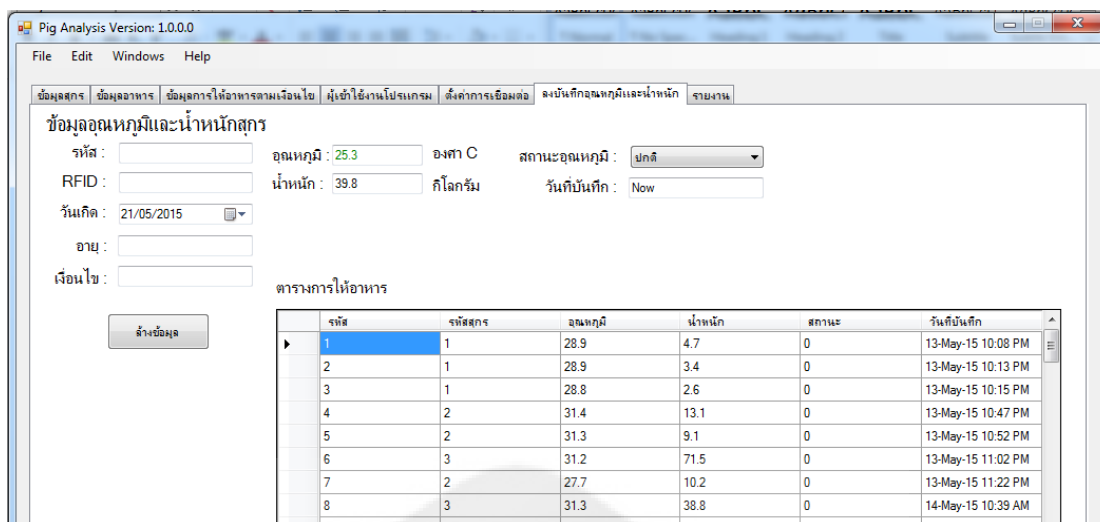 Pig Analysis Version: 1.0.0.0
File Edit Windows Help
ข้อมูลสุกร ข้อมูลอาหาร ข้อมูลการให้อาหารตามเงื่อนไข ผู้เข้าใช้งานโปรแกรม ตั้งค่าการเชื่อมต่อ ลงบันทึกอุณหภูมิและน้ำหนัก รายงาน
ข้อมูลอุณหภูมิและน้ำหนักสุกร
รหัส : อุณหภูมิ : 25.3 องศา C สถานะอุณหภูมิ : ปกติ
RFID : น้ำหนัก : 39.8 กิโลกรัม วันที่บันทึก : Now
วันเกิด : 21/05/2015
อายุ :
เงื่อนไข :
ตารางการให้อาหาร
ล้างข้อมูล
รหัส รหัสสุกร อุณหภูมิ น้ำหนัก สถานะ วันที่บันทึก
1 1 28.9 4.7 0 13-May-15 10:08 PM
2 1 28.9 3.4 0 13-May-15 10:13 PM
3 1 28.8 2.6 0 13-May-15 10:15 PM
4 2 31.4 13.1 0 13-May-15 10:47 PM
5 2 31.3 9.1 0 13-May-15 10:52 PM
6 3 31.2 71.5 0 13-May-15 11:02 PM
7 2 27.7 10.2 0 13-May-15 11:22 PM
8 3 31.3 38.8 0 14-May-15 10:39 AM